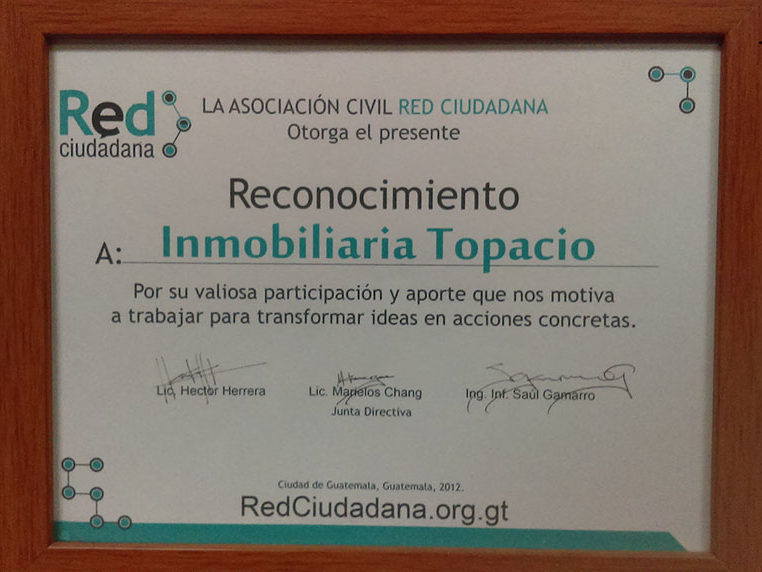 Red
ciudadana
LA ASOCIACIÓN CIVIL RED CIUDADANA
Otorga el presente
Reconocimiento
A: Inmobiliaria Topacio
Por su valiosa participación y aporte que nos motiva
a trabajar para transformar ideas en acciones concretas.
Lic. Hector Herrera
Lic. Marielos Chang
Ing. Inf. Saúl Gamarro
Junta Directiva
Ciudad de Guatemala, Guatemala, 2012.
RedCiudadana.org.gt